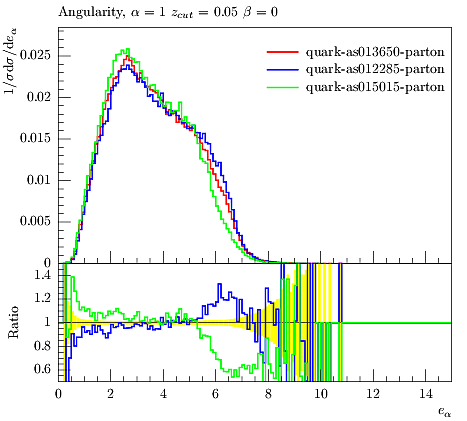 Angularity, α = 1 z_cut = 0.05 β = 0
1/σ dσ/de_α
quark-as013650-parton
quark-as012285-parton
quark-as015015-parton
0.025
0.02
0.015
0.01
0.005
0
Ratio
1.4
1.2
1
0.8
0.6
0 2 4 6 8 10 12 14
e_α